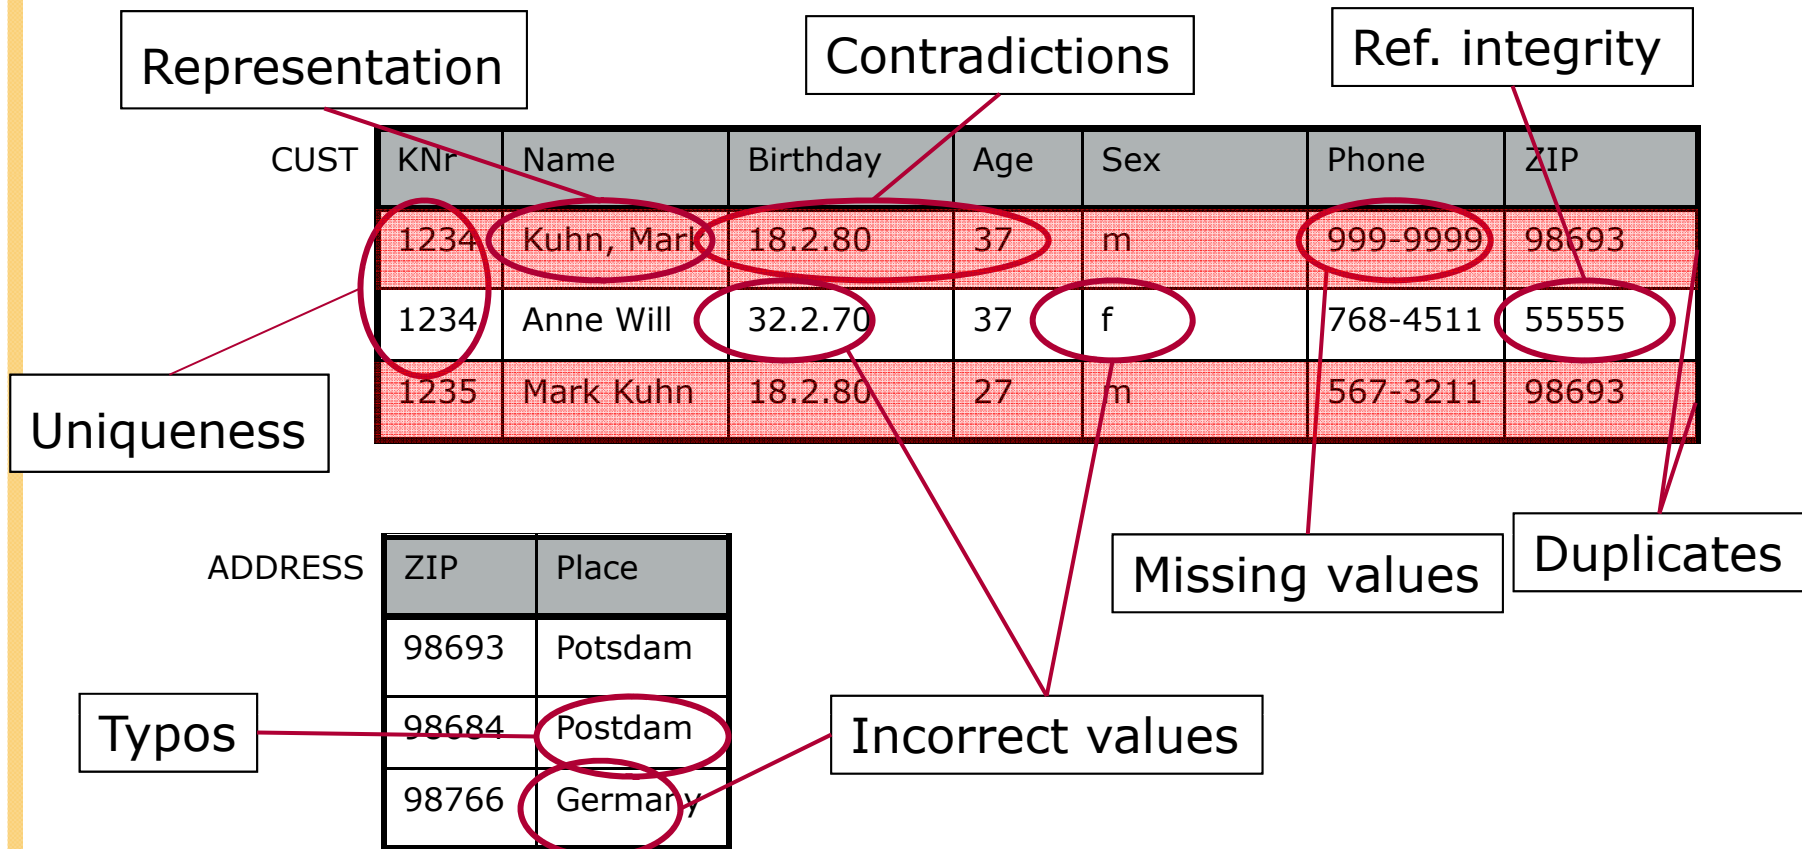 Representation
Contradictions
Ref. integrity
CUST KNr Name Birthday Age Sex Phone ZIP
1234 Kuhn, Mark 18.2.80 37 m 999-9999 98693
1234 Anne Will 32.2.70 37 f 768-4511 55555
1235 Mark Kuhn 18.2.80 27 m 567-3211 98693
Uniqueness
Missing values
Duplicates
ADDRESS ZIP Place
98693 Potsdam
98684 Postdam
98766 Germany
Typos
Incorrect values